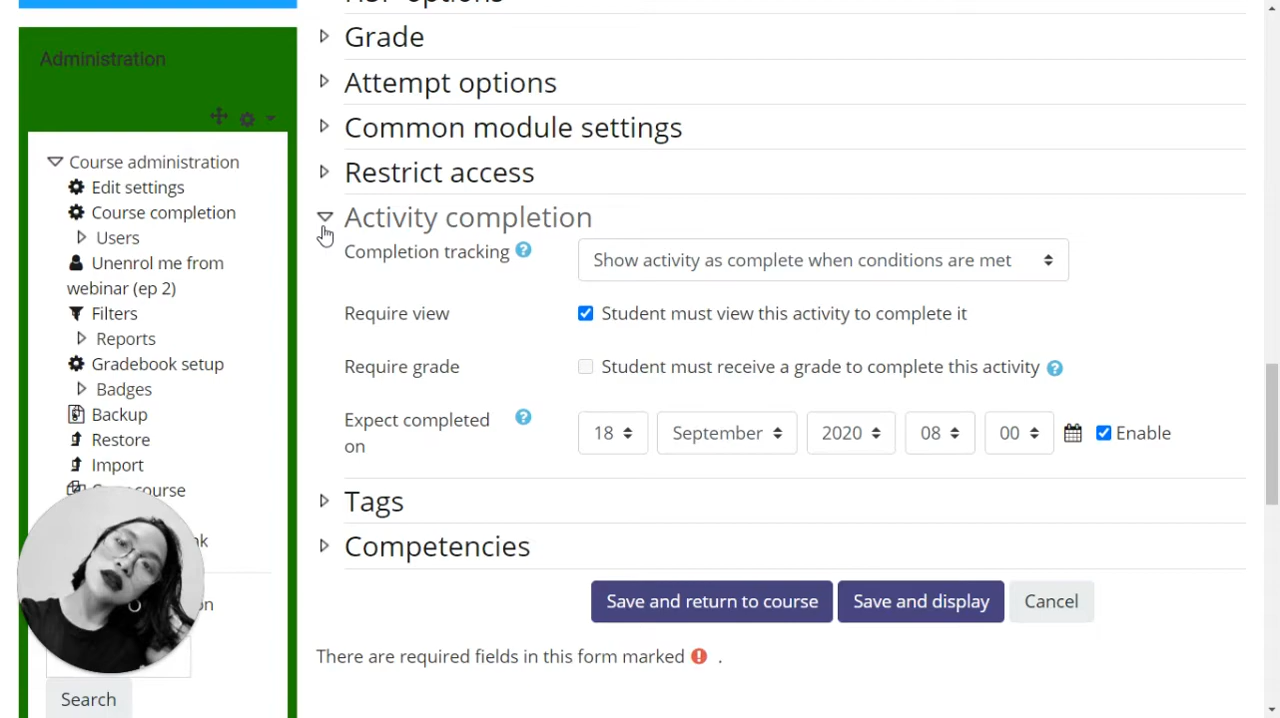 Administration
Course administration
Edit settings
Course completion
Users
Unenrol me from
webinar (ep 2)
Filters
Reports
Gradebook setup
Badges
Backup
Restore
Import
course
Search
Grade
Attempt options
Common module settings
Restrict access
Activity completion
Completion tracking ? Show activity as complete when conditions are met
Require view Student must view this activity to complete it
Require grade Student must receive a grade to complete this activity ?
Expect completed ? 18 September 2020 08 00 Enable
on
Tags
Competencies
Save and return to course Save and display Cancel
There are required fields in this form marked ! .